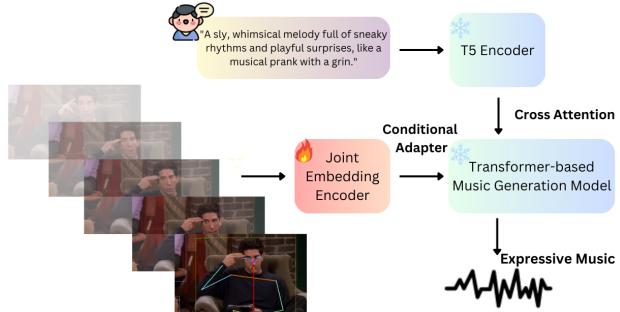 "A sly, whimsical melody full of sneaky
rhythms and playful surprises, like a
musical prank with a grin."
T5 Encoder
Cross Attention
Conditional
Adapter
Joint
Embedding
Encoder
Transformer-based
Music Generation Model
Expressive Music